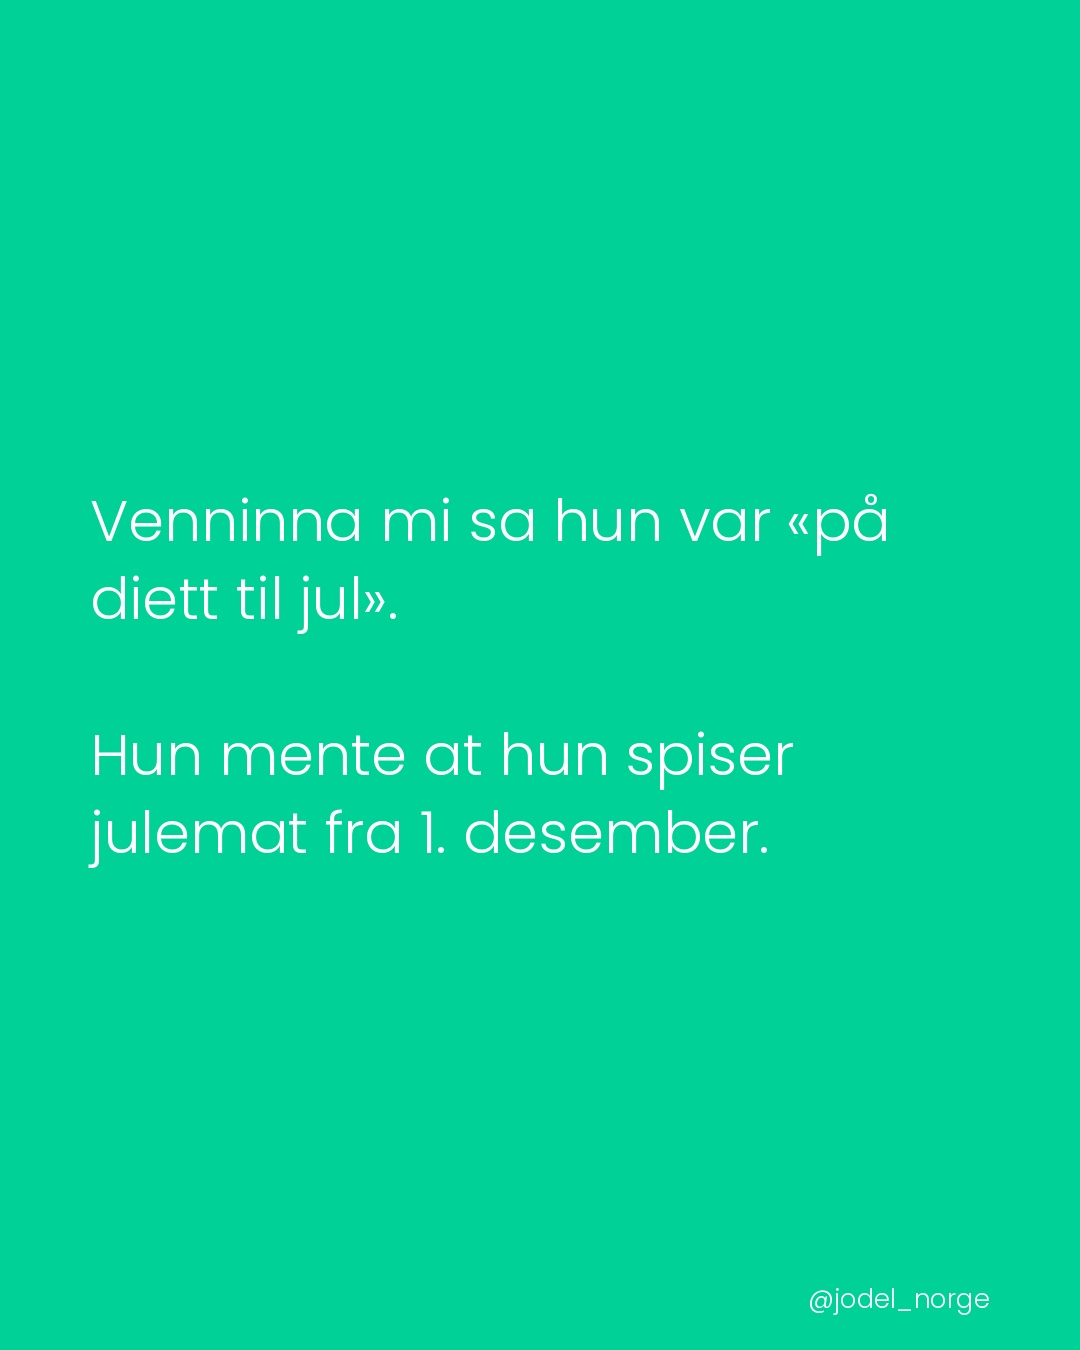 Venninna mi sa hun var «på
diett til jul».
Hun mente at hun spiser
julemat fra 1. desember.
@jodel_norge